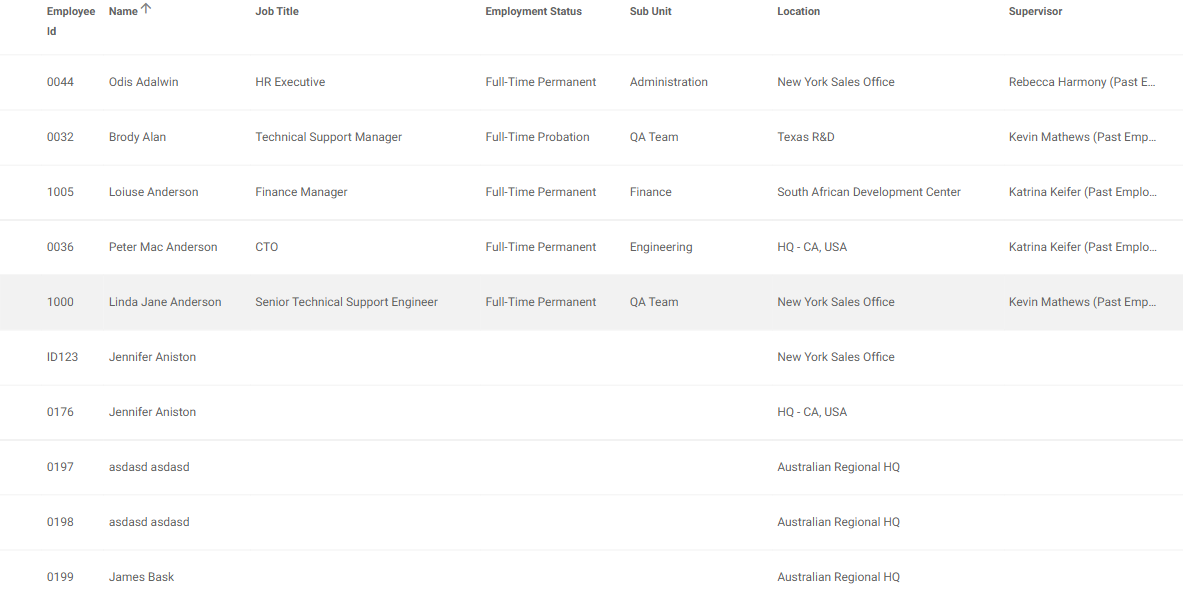 Employee Id Name Job Title Employment Status Sub Unit Location Supervisor
0044 Odis Adalwin HR Executive Full-Time Permanent Administration New York Sales Office Rebecca Harmony (Past E...
0032 Brody Alan Technical Support Manager Full-Time Probation QA Team Texas R&D Kevin Mathews (Past Emp...
1005 Loiuse Anderson Finance Manager Full-Time Permanent Finance South African Development Center Katrina Keifer (Past Emplo...
0036 Peter Mac Anderson CTO Full-Time Permanent Engineering HQ - CA, USA Katrina Keifer (Past Emplo...
1000 Linda Jane Anderson Senior Technical Support Engineer Full-Time Permanent QA Team New York Sales Office Kevin Mathews (Past Emp...
ID123 Jennifer Aniston New York Sales Office
0176 Jennifer Aniston HQ - CA, USA
0197 asdasd asdasd Australian Regional HQ
0198 asdasd asdasd Australian Regional HQ
0199 James Bask Australian Regional HQ